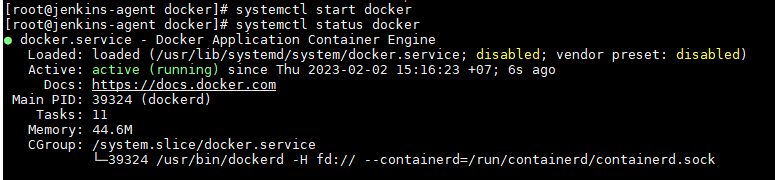 [root@jenkins-agent docker]# systemctl start docker
[root@jenkins-agent docker]# systemctl status docker
● docker.service - Docker Application Container Engine
   Loaded: loaded (/usr/lib/systemd/system/docker.service; disabled; vendor preset: disabled)
   Active: active (running) since Thu 2023-02-02 15:16:23 +07; 6s ago
     Docs: https://docs.docker.com
 Main PID: 39324 (dockerd)
    Tasks: 11
   Memory: 44.6M
   CGroup: /system.slice/docker.service
           └─39324 /usr/bin/dockerd -H fd:// --containerd=/run/containerd/containerd.sock